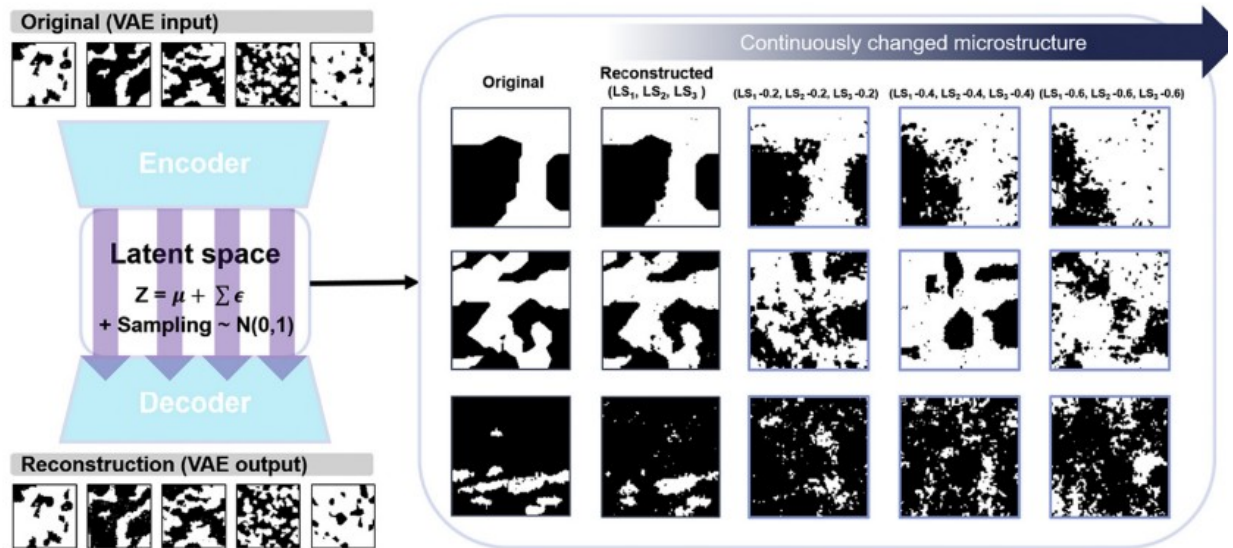 Original (VAE input)
Encoder
Latent space
Z = μ + ∑ ϵ
+ Sampling ~ N(0,1)
Decoder
Reconstruction (VAE output)
Continuously changed microstructure
Original
Reconstructed
(LS₁, LS₂, LS₃ )
(LS₁ -0.2, LS₂ -0.2, LS₃ -0.2)
(LS₁ -0.4, LS₂ -0.4, LS₃ -0.4)
(LS₁ -0.6, LS₂ -0.6, LS₃ -0.6)